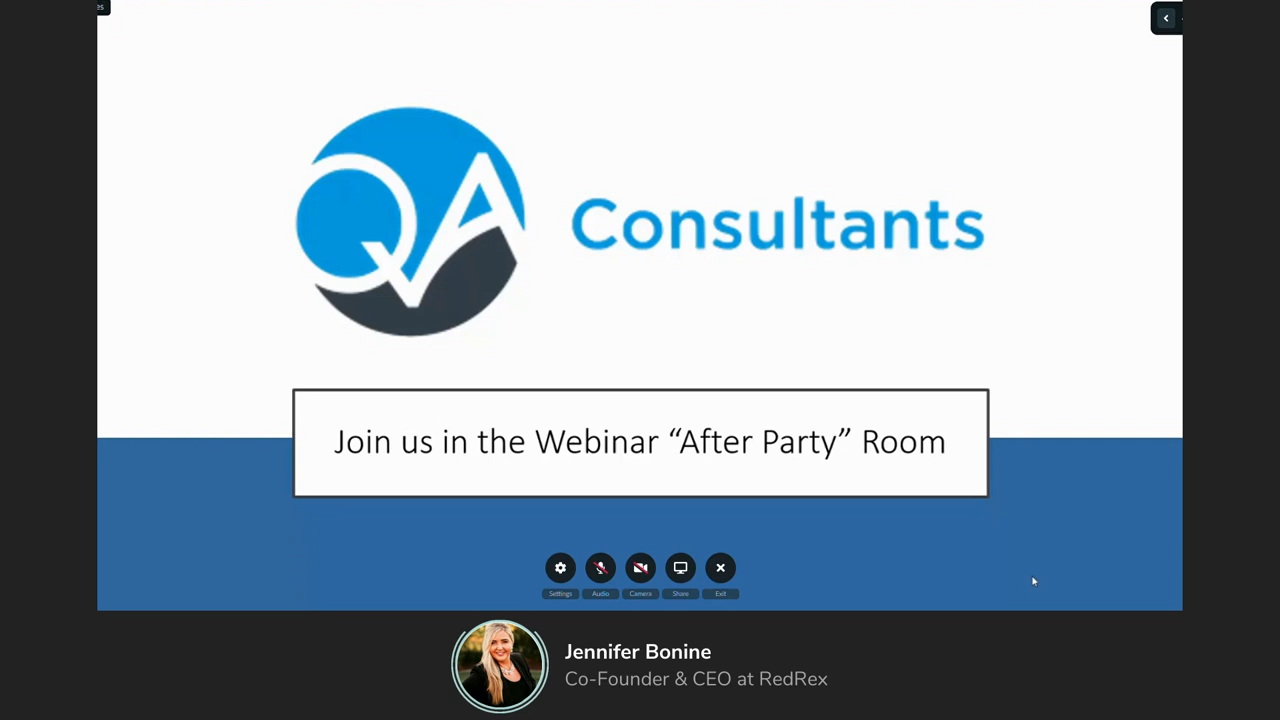 es
QA Consultants
Join us in the Webinar “After Party” Room
Settings Audio Camera Share Exit
Jennifer Bonine
Co-Founder & CEO at RedRex